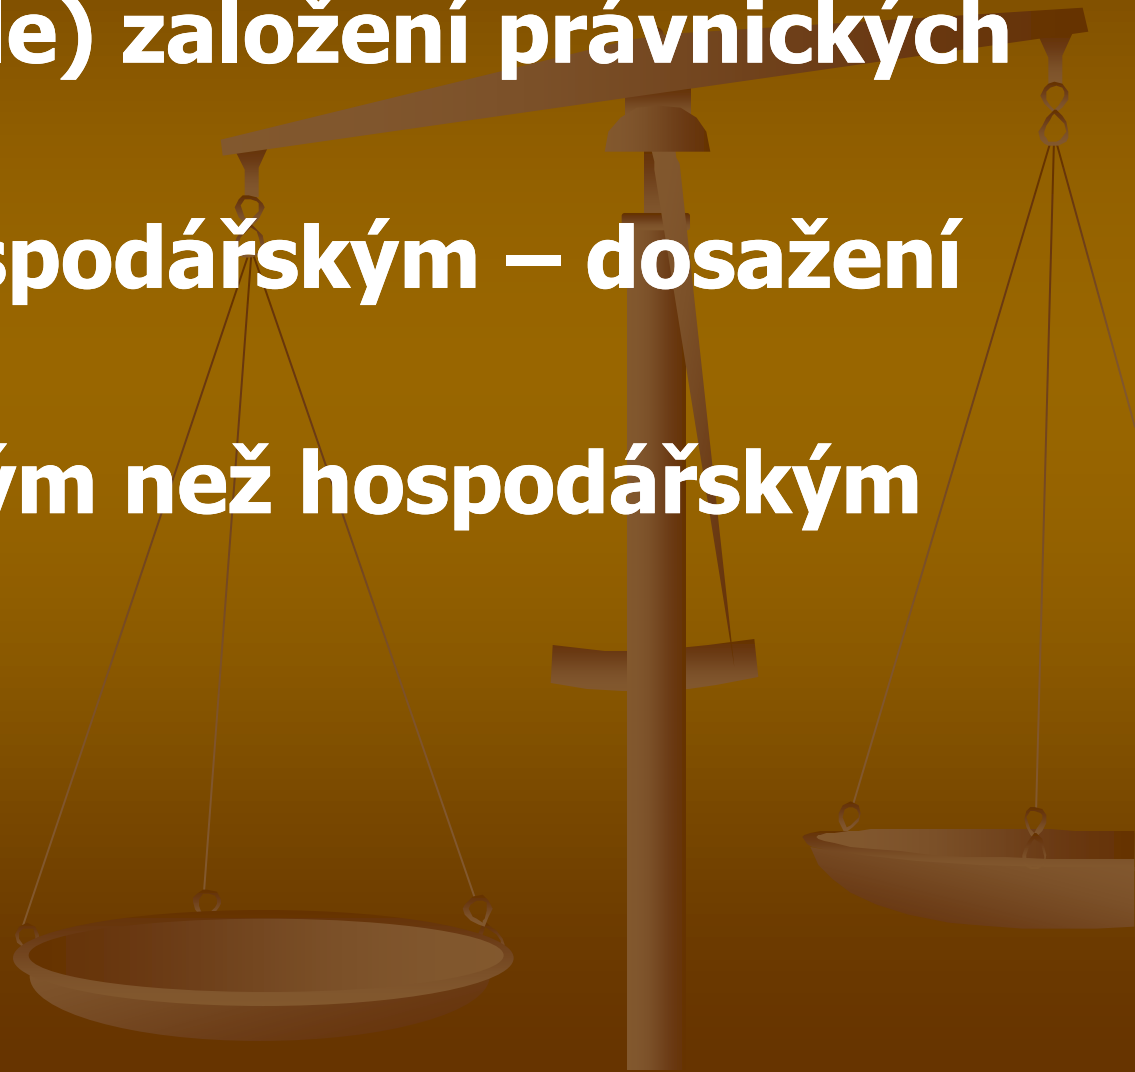 le) založení právnických
spodářským – dosažení
ým než hospodářským